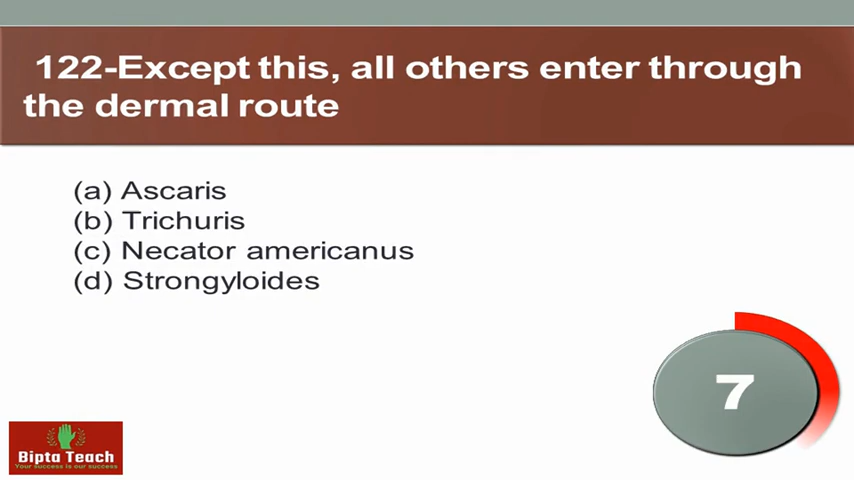 122-Except this, all others enter through
the dermal route
(a) Ascaris
(b) Trichuris
(c) Necator americanus
(d) Strongyloides
7
Bipta Teach
Your success is our success